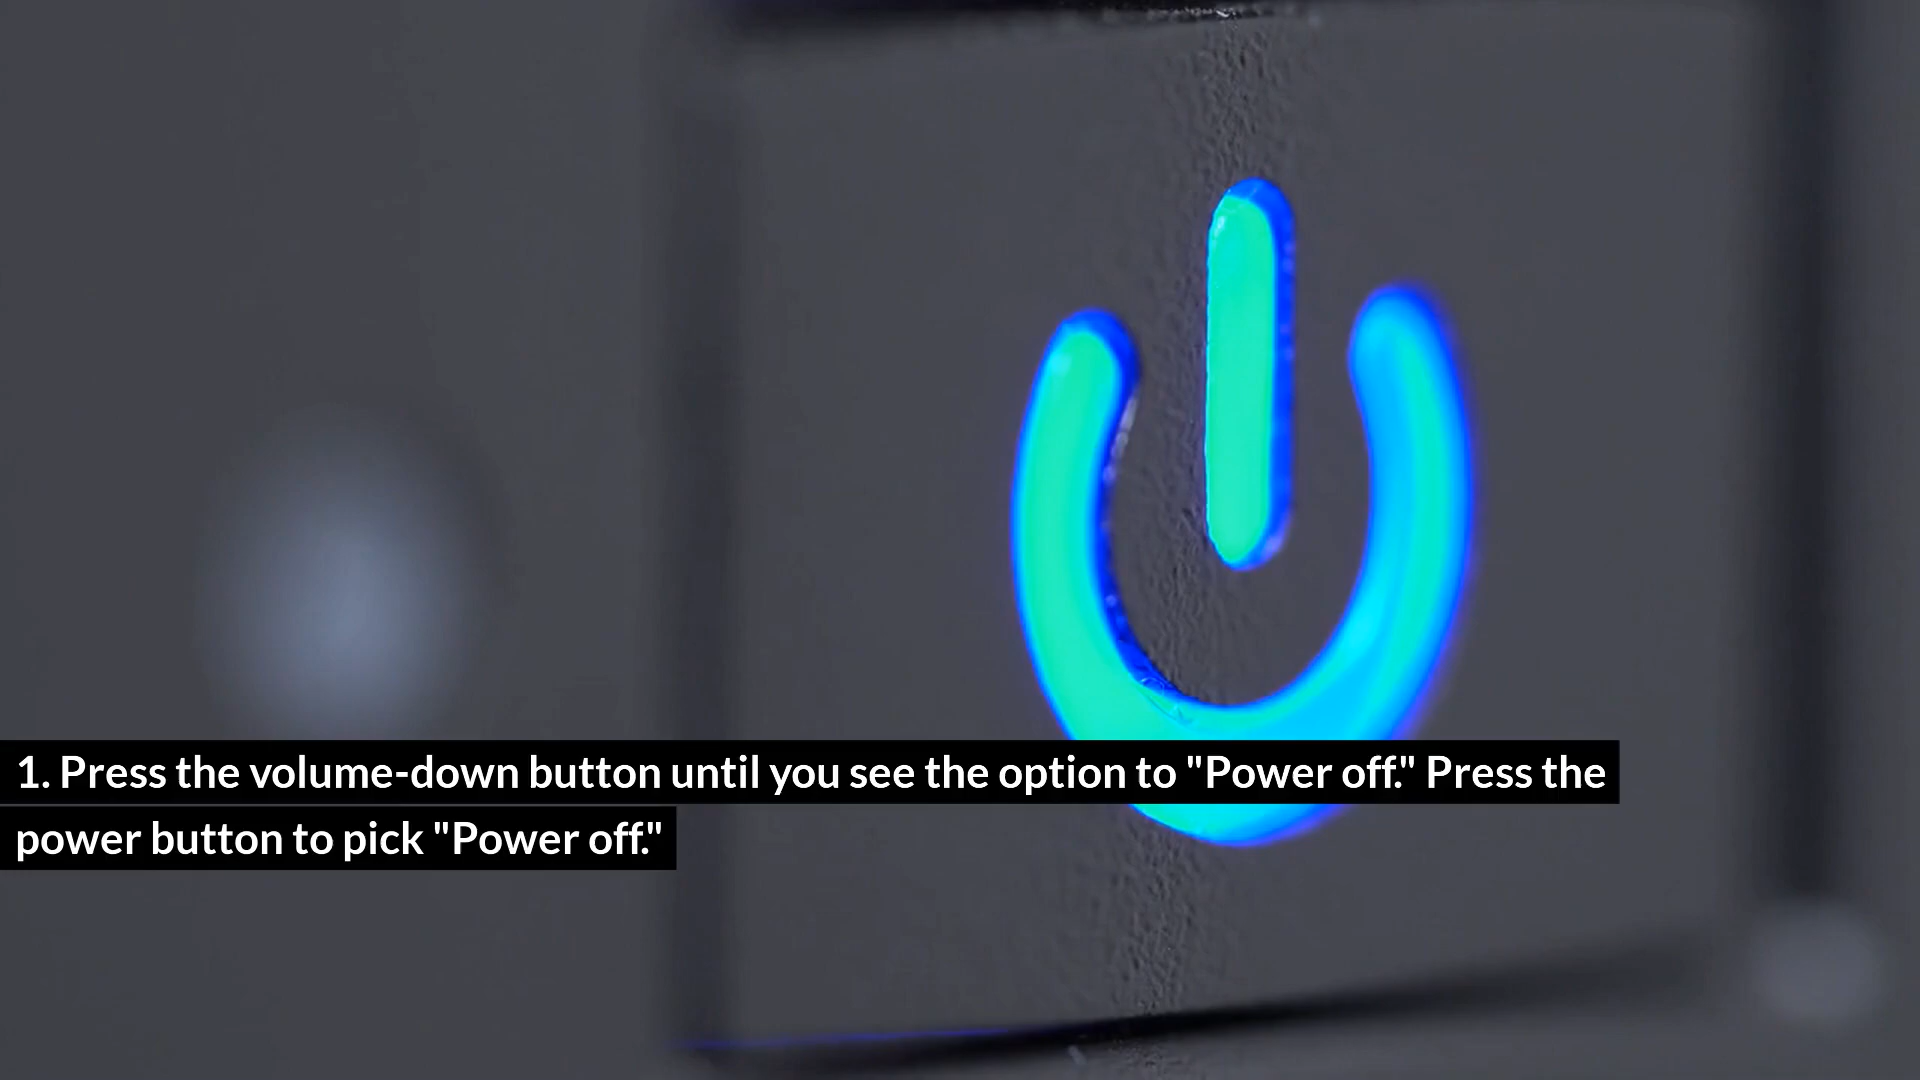 1. Press the volume-down button until you see the option to "Power off." Press the
power button to pick "Power off."